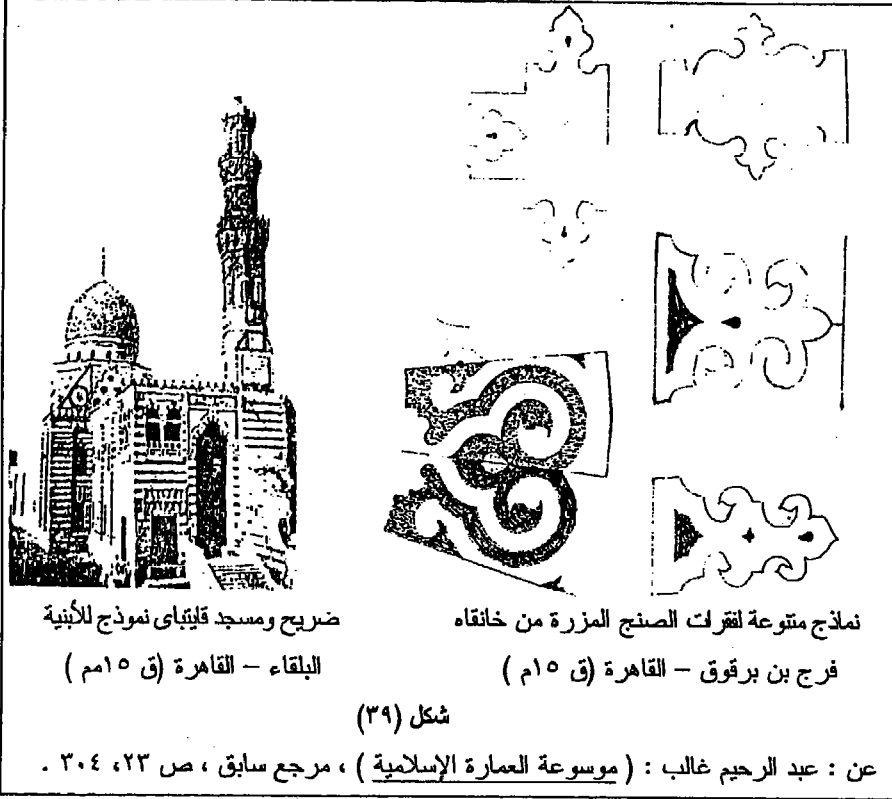 نماذج متنوعة لفقرات الصنج المزررة من خانقاه
فرج بن برقوق – القاهرة (ق ١٥م )
ضريح ومسجد قايتباى نموذج للأبنية
البلقاء – القاهرة (ق ١٥مم )
شكل (٣٩)
عن : عبد الرحيم غالب : ( موسوعة العمارة الإسلامية ) ، مرجع سابق ، ص ٢٣، ٣٠٤ .